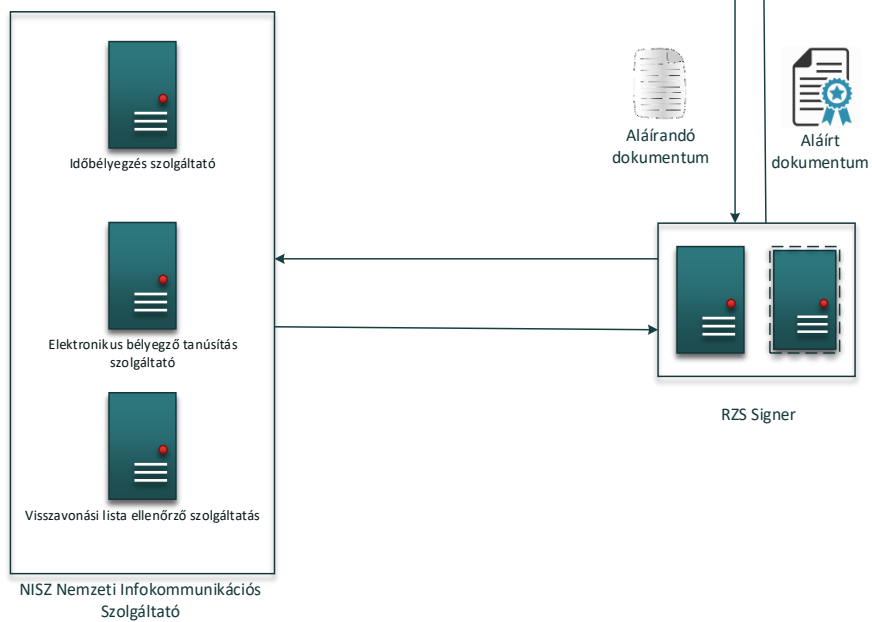 Időbélyegzés szolgáltató
Elektronikus bélyegző tanúsítás
szolgáltató
Visszavonási lista ellenőrző szolgáltatás
NISZ Nemzeti Infokommunikációs
Szolgáltató
Aláírandó
dokumentum
Aláírt
dokumentum
RZS Signer